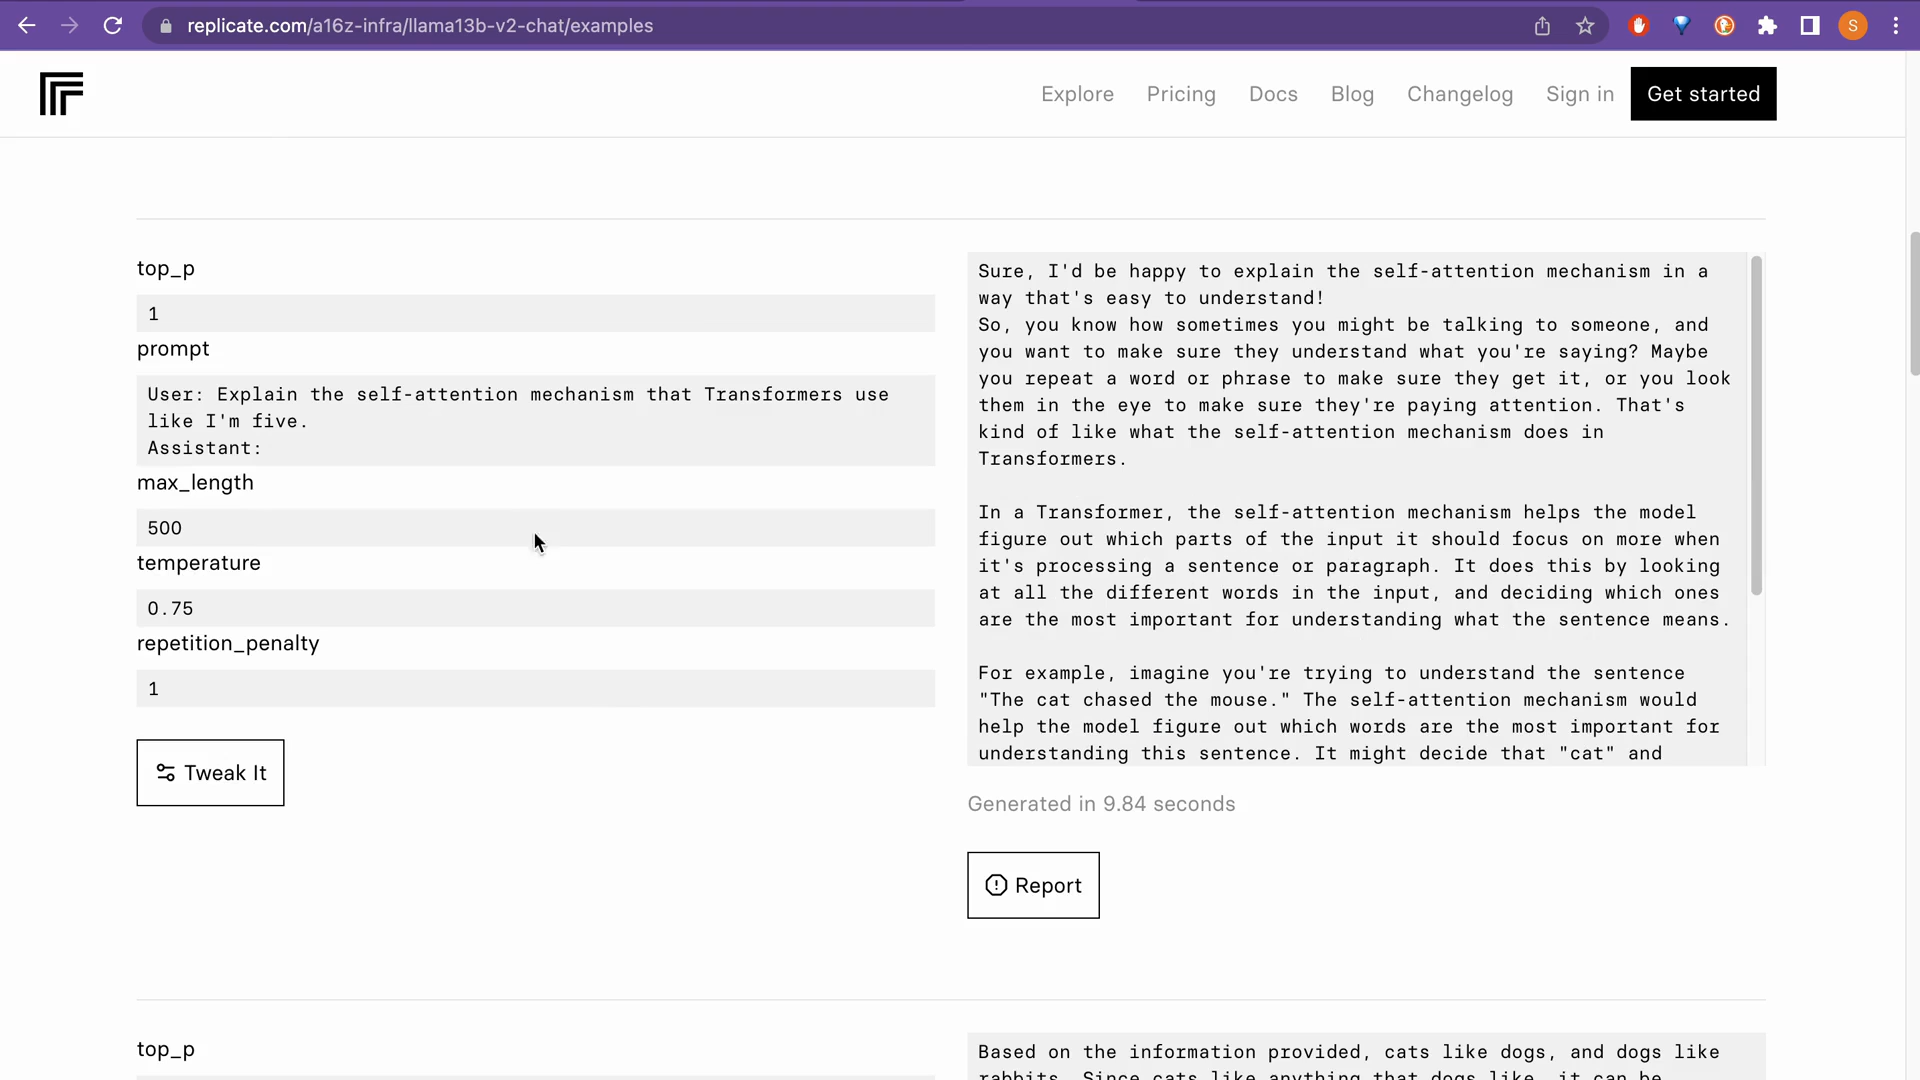 replicate.com/a16z-infra/llama13b-v2-chat/examples
S
Explore Pricing Docs Blog Changelog Sign in Get started
top_p
1
prompt
User: Explain the self-attention mechanism that Transformers use
like I'm five.
Assistant:
max_length
500
temperature
0.75
repetition_penalty
1
Tweak It
Sure, I'd be happy to explain the self-attention mechanism in a
way that's easy to understand!
So, you know how sometimes you might be talking to someone, and
you want to make sure they understand what you're saying? Maybe
you repeat a word or phrase to make sure they get it, or you look
them in the eye to make sure they're paying attention. That's
kind of like what the self-attention mechanism does in
Transformers.
In a Transformer, the self-attention mechanism helps the model
figure out which parts of the input it should focus on more when
it's processing a sentence or paragraph. It does this by looking
at all the different words in the input, and deciding which ones
are the most important for understanding what the sentence means.
For example, imagine you're trying to understand the sentence
"The cat chased the mouse." The self-attention mechanism would
help the model figure out which words are the most important for
understanding this sentence. It might decide that "cat" and
Generated in 9.84 seconds
Report
top_p
Based on the information provided, cats like dogs, and dogs like
rabbits. Since cats like anything that dogs like, it can be